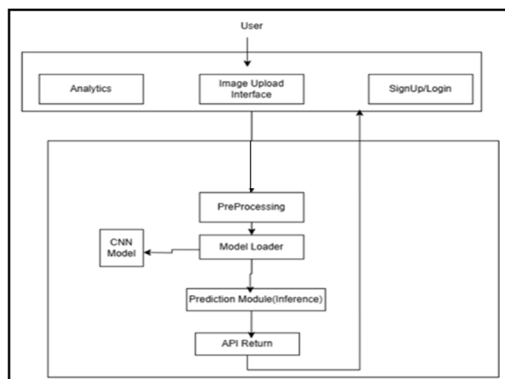 User
Analytics
Image Upload
Interface
SignUp/Login
PreProcessing
CNN
Model
Model Loader
Prediction Module(Inference)
API Return